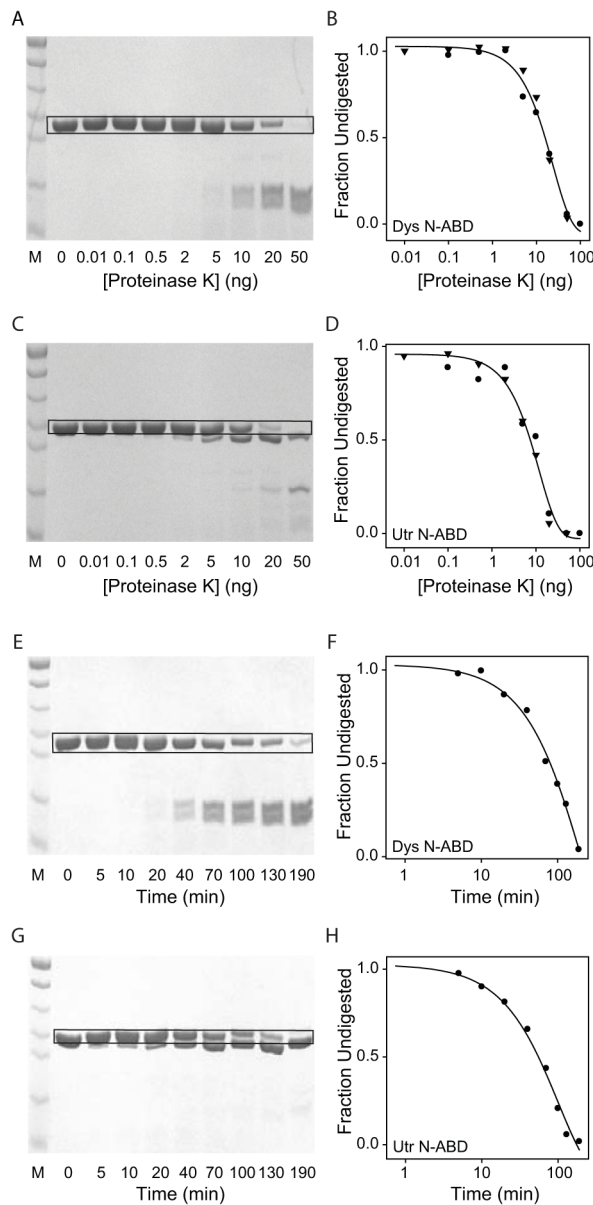 A
M 0 0.01 0.1 0.5 2 5 10 20 50
[Proteinase K] (ng)
B
Fraction Undigested
1.0
0.5
0.0
Dys N-ABD
0.01 0.1 1 10 100
[Proteinase K] (ng)
C
M 0 0.01 0.1 0.5 2 5 10 20 50
[Proteinase K] (ng)
D
Fraction Undigested
1.0
0.5
0.0
Utr N-ABD
0.01 0.1 1 10 100
[Proteinase K] (ng)
E
M 0 5 10 20 40 70 100 130 190
Time (min)
F
Fraction Undigested
1.0
0.5
0.0
Dys N-ABD
1 10 100
Time (min)
G
M 0 5 10 20 40 70 100 130 190
Time (min)
H
Fraction Undigested
1.0
0.5
0.0
Utr N-ABD
1 10 100
Time (min)